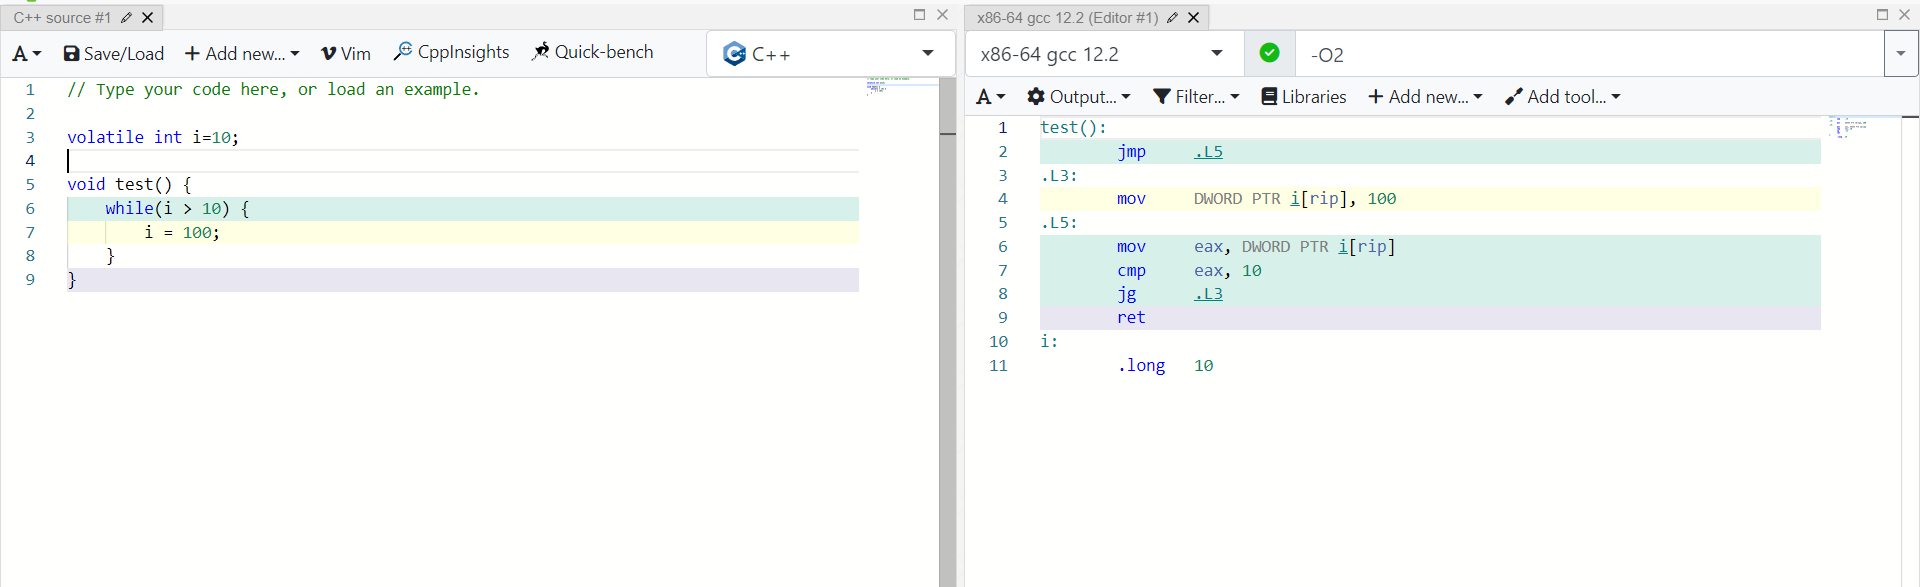 C++ source #1
A Save/Load + Add new... Vim CppInsights Quick-bench C++
1 // Type your code here, or load an example.
2
3 volatile int i=10;
4
5 void test() {
6 while(i > 10) {
7 i = 100;
8 }
9 }
x86-64 gcc 12.2 (Editor #1)
x86-64 gcc 12.2 -O2
A Output... Filter... Libraries + Add new... Add tool...
1 test():
2 jmp .L5
3 .L3:
4 mov DWORD PTR i[rip], 100
5 .L5:
6 mov eax, DWORD PTR i[rip]
7 cmp eax, 10
8 jg .L3
9 ret
10 i:
11 .long 10